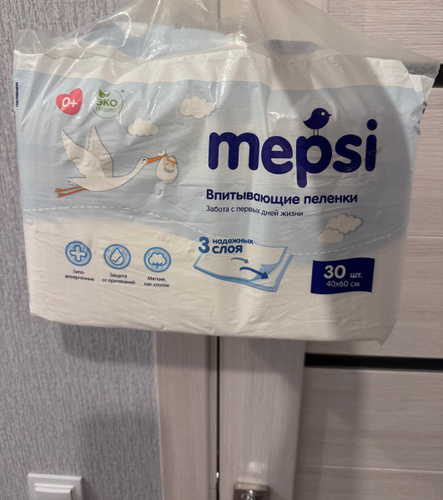 0+
ЭКО
mepsi
Впитывающие пеленки
Забота с первых дней жизни
3 надежных
слоя
Гипо-
аллергенные
Защита
от протеканий
Мягкие,
как хлопок
30 шт.
40х60 см